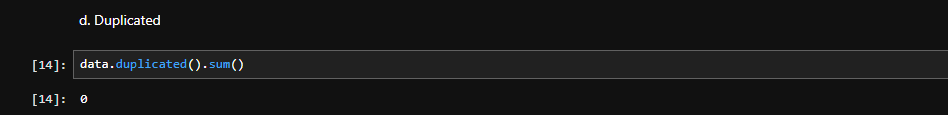 d. Duplicated
[14]: data.duplicated().sum()
[14]: 0